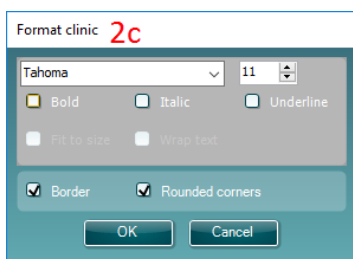 Format clinic 2c
Tahoma 11
Bold Italic Underline
Fit to size Wrap text
Border Rounded corners
OK Cancel